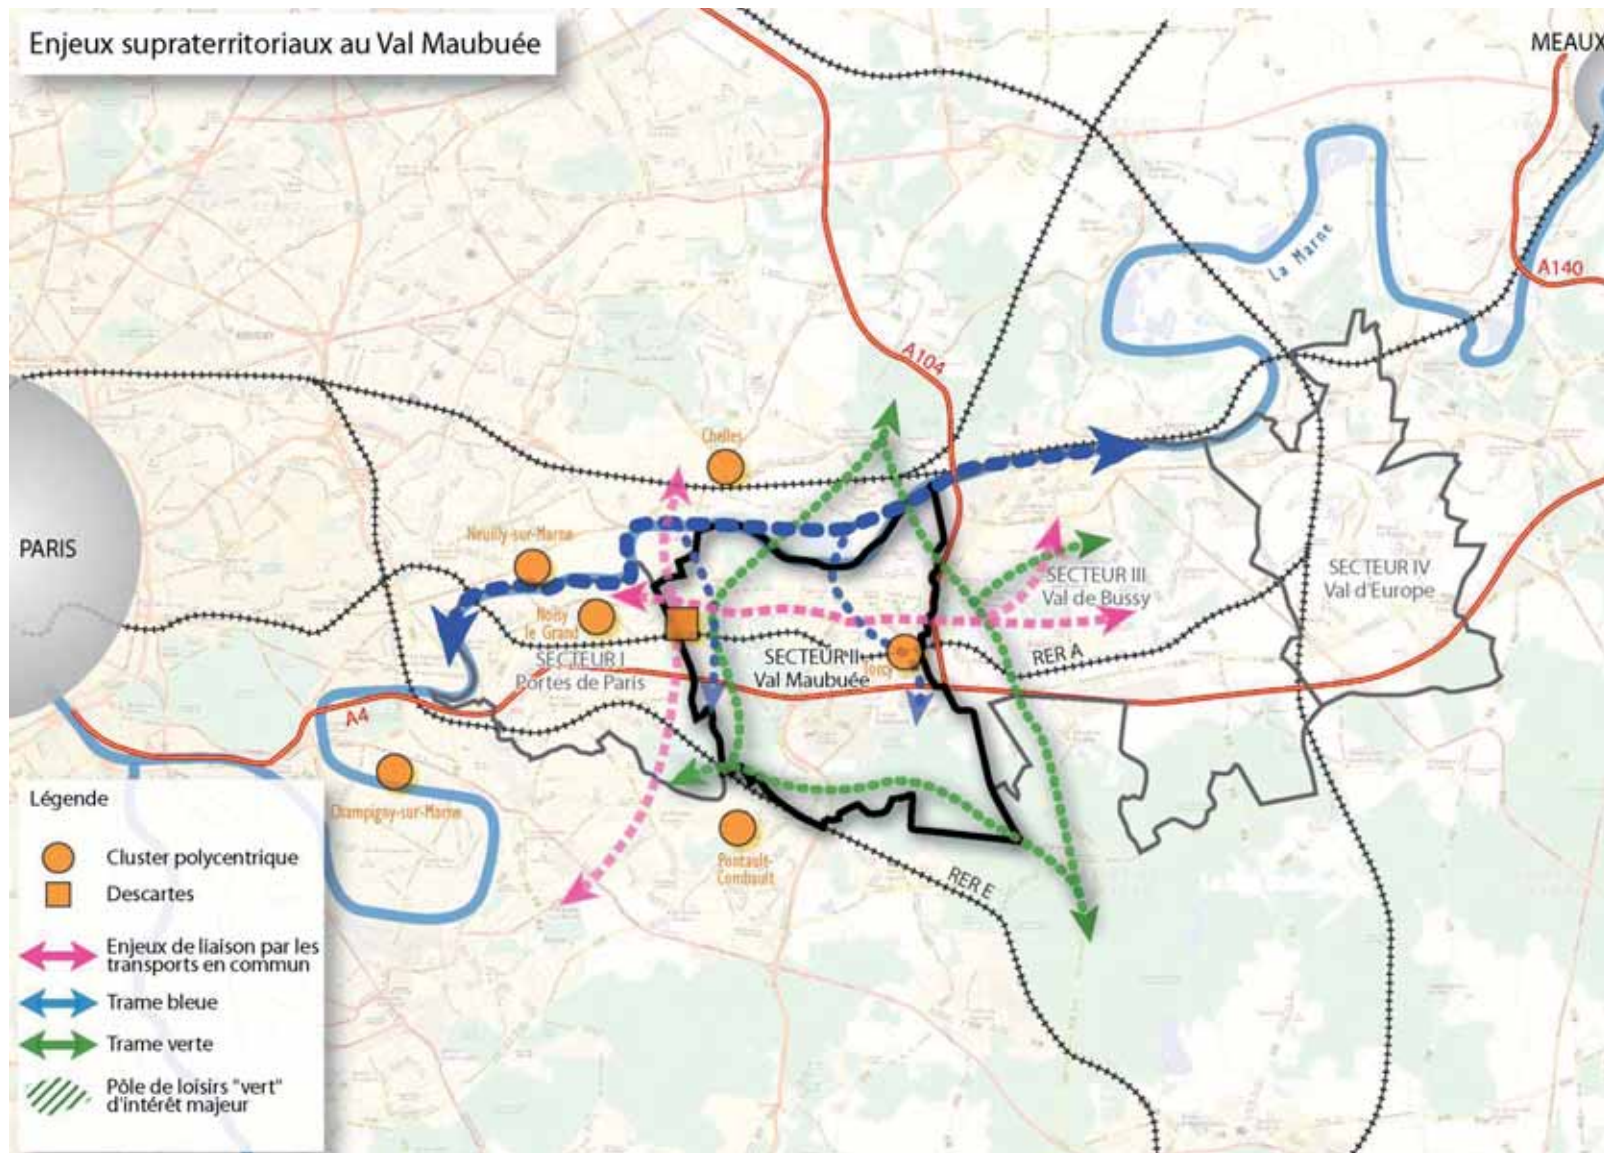 Enjeux supraterritoriaux au Val Maubuée
MEAUX
La Marne
A140
A104
Chelles
Neuilly-sur-Marne
PARIS
Noisy
le Grand
SECTEUR I
Portes de Paris
SECTEUR II
Val Maubuée
Torcy
RER A
SECTEUR III
Val de Bussy
SECTEUR IV
Val d'Europe
A4
Champigny-sur-Marne
Pontault-
Combault
RER E
Légende
Cluster polycentrique
Descartes
Enjeux de liaison par les
transports en commun
Trame bleue
Trame verte
Pôle de loisirs "vert"
d'intérêt majeur